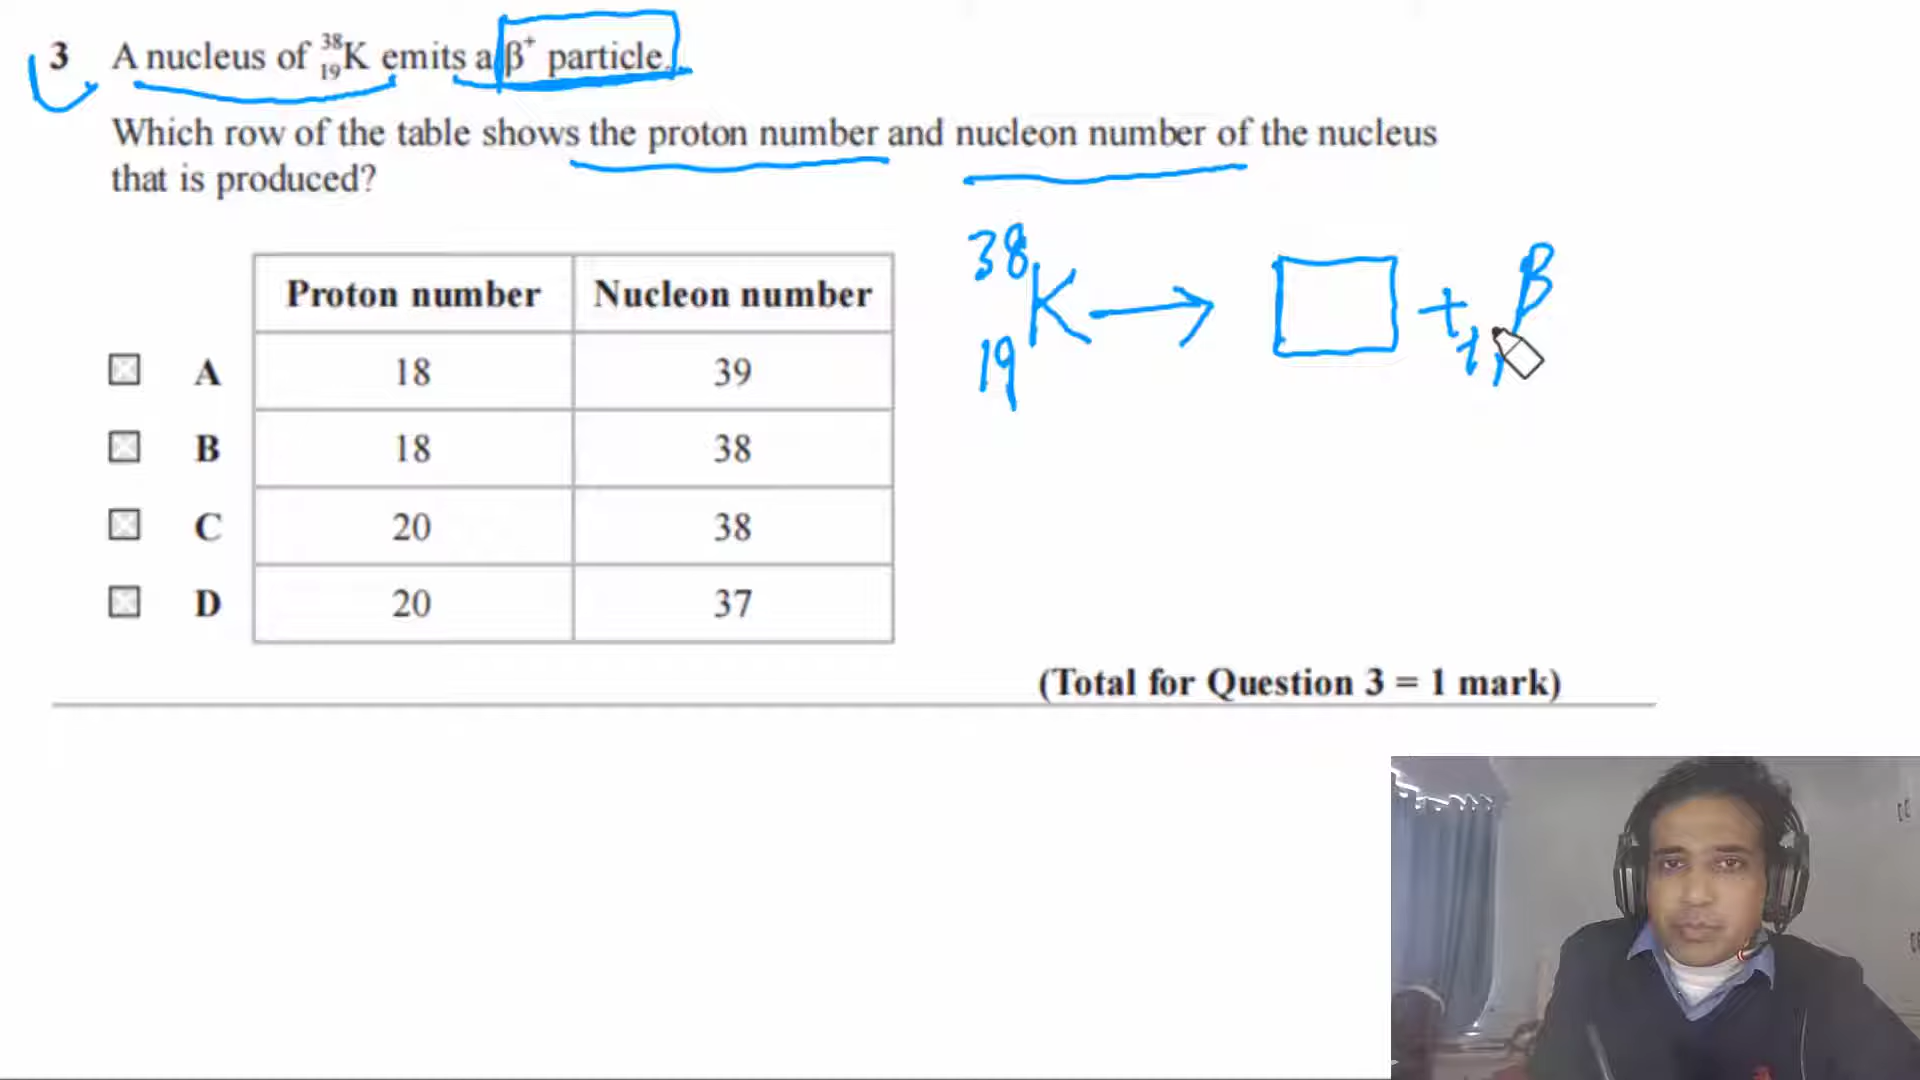 3 A nucleus of ³⁸₁₉K emits a β⁺ particle.
Which row of the table shows the proton number and nucleon number of the nucleus
that is produced?
Proton number Nucleon number
A 18 39
B 18 38
C 20 38
D 20 37
38
K → □ + +1 β
19
(Total for Question 3 = 1 mark)